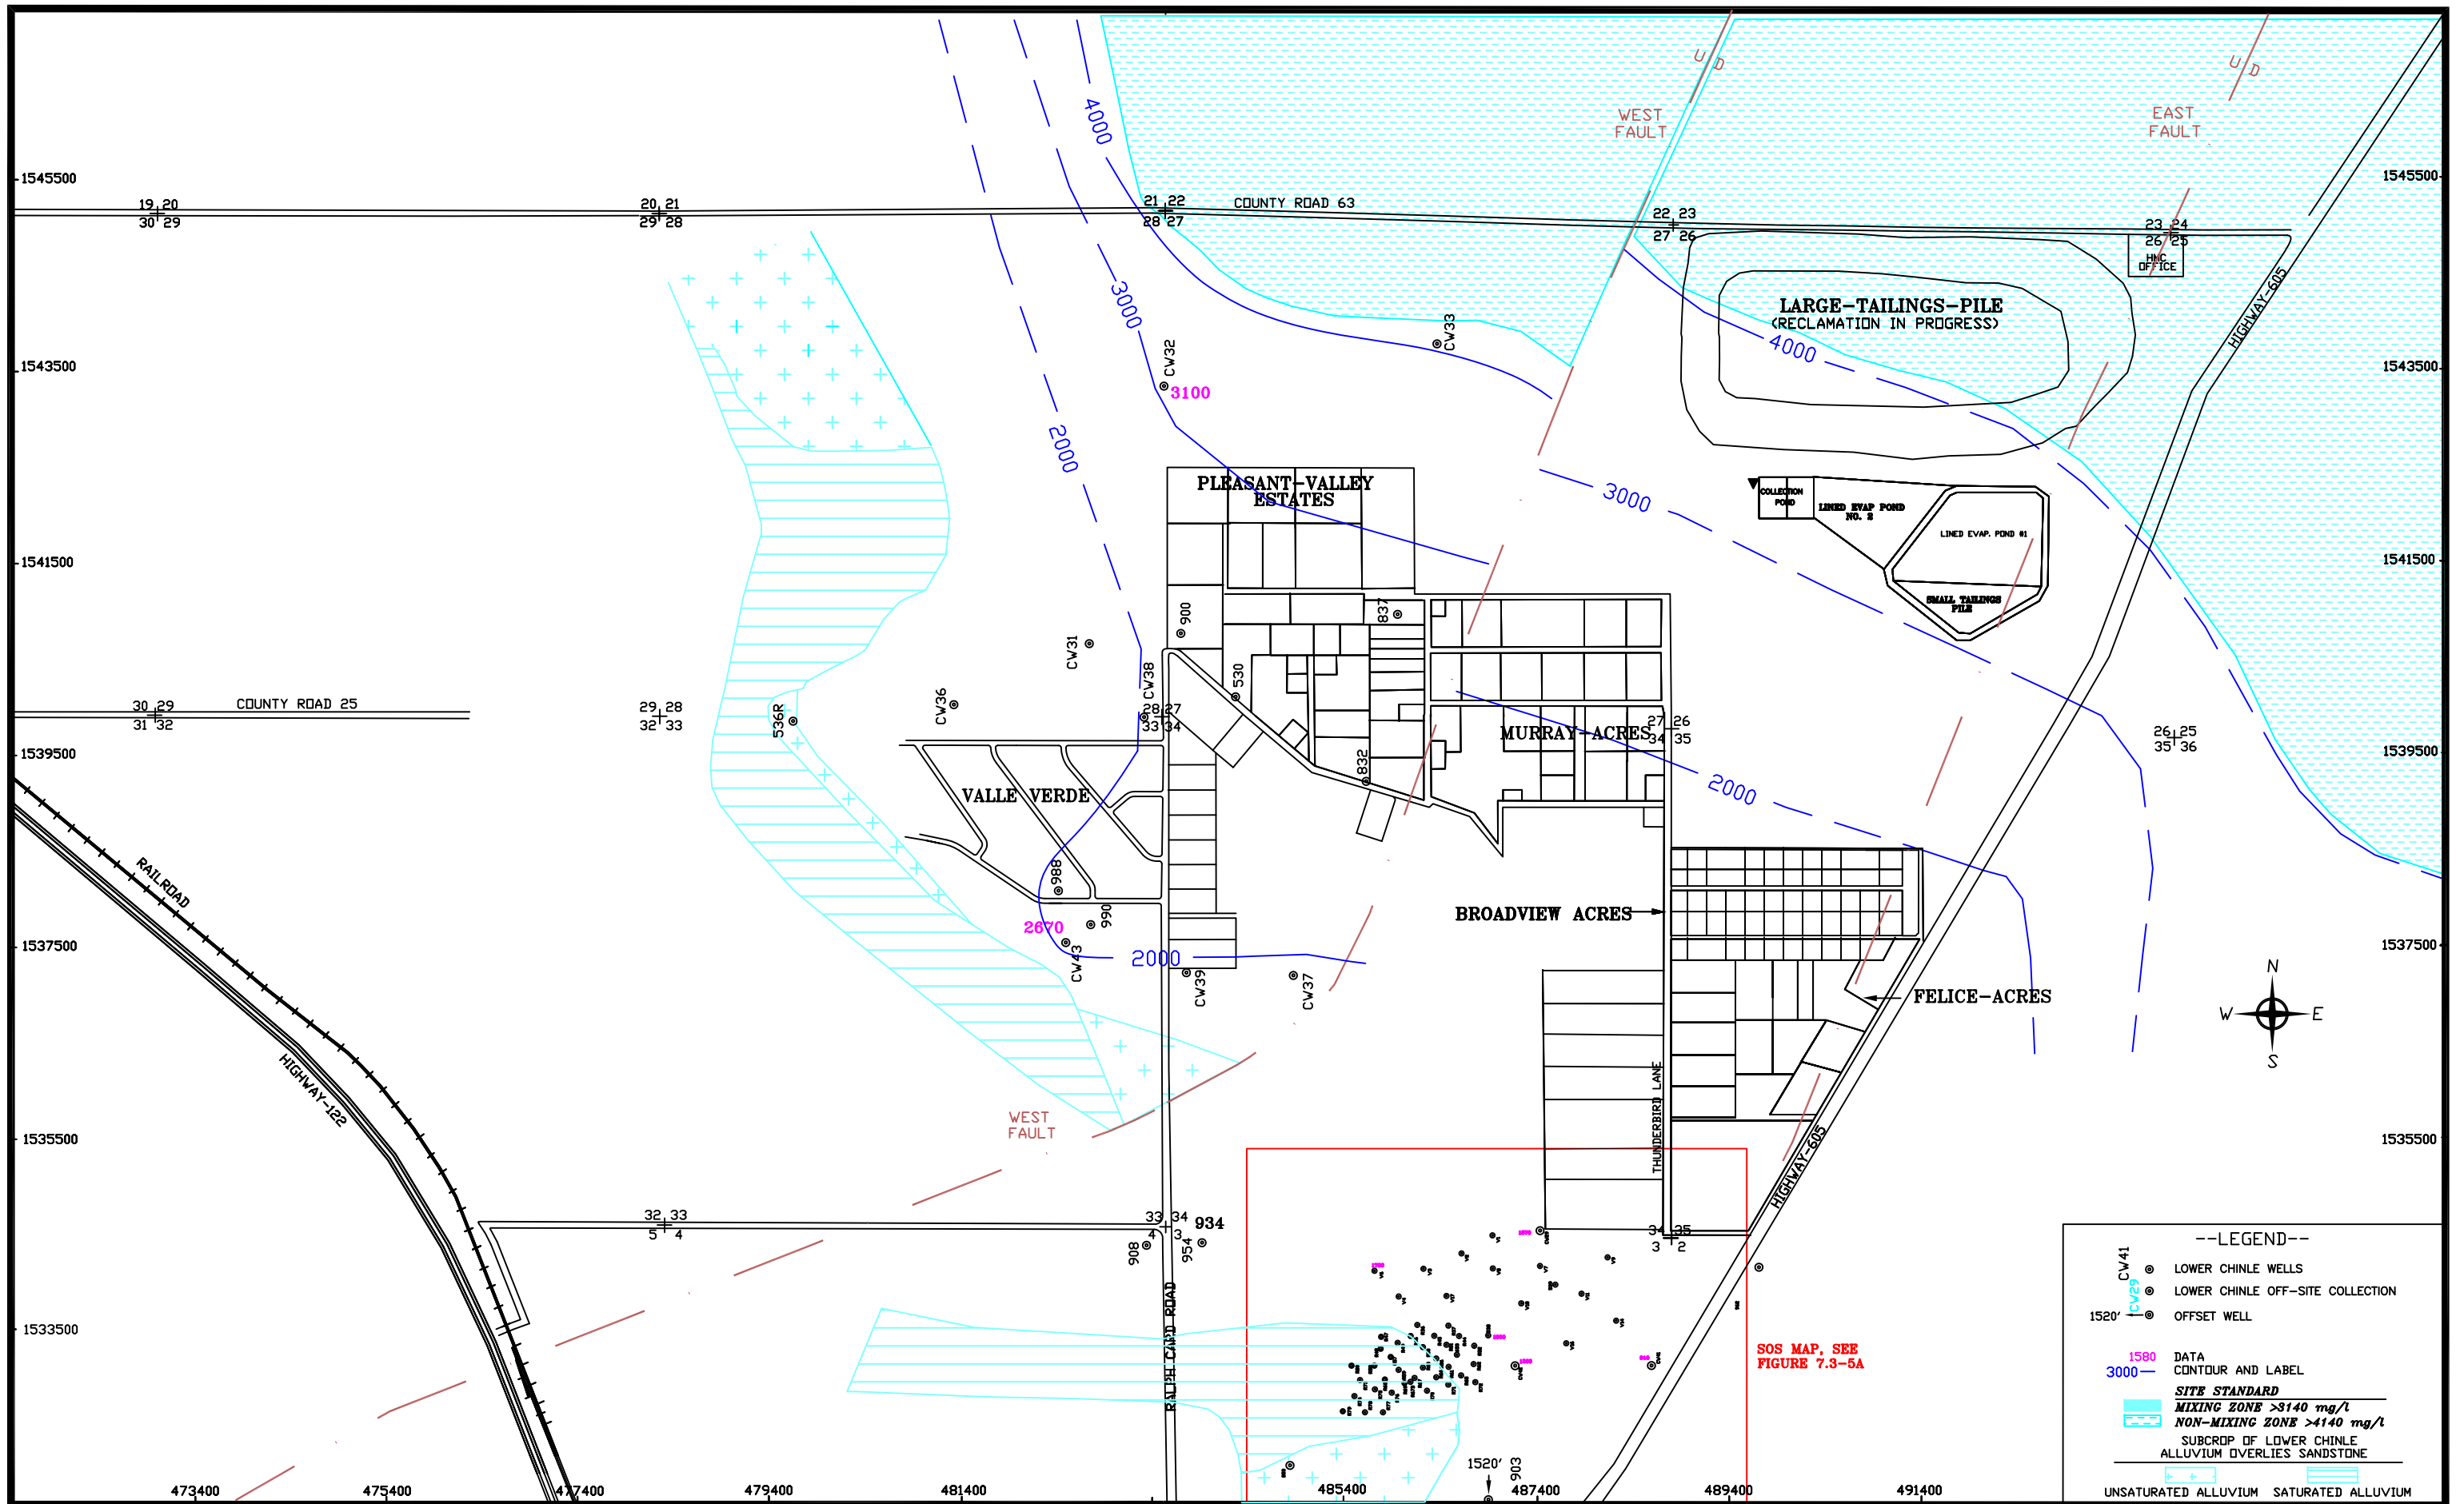 4000
U D
U D
WEST
FAULT
EAST
FAULT
1545500
1545500
19 20
30 29
20 21
29 28
21 22
28 27
COUNTY ROAD 63
22 23
27 26
23 24
26 25
HMC
OFFICE
HIGHWAY-605
3000
LARGE-TAILINGS-PILE
(RECLAMATION IN PROGRESS)
4000
CW33
CW32
3100
1543500
1543500
2000
PLEASANT-VALLEY
ESTATES
3000
COLLECTION
POND
LINED EVAP POND
NO. 2
LINED EVAP. POND #1
SMALL TAILINGS
PILE
1541500
1541500
900
837
CW31
CW38
530
CW36
536R
COUNTY ROAD 25
30 29
31 32
29 28
32 33
28 27
33 34
27 26
34 35
26 25
35 36
MURRAY-ACRES
832
1539500
1539500
VALLE VERDE
2000
RAILROAD
988
990
2670
CW43
2000
CW39
CW37
BROADVIEW ACRES
1537500
1537500
FELICE-ACRES
N
W E
S
HIGHWAY-122
WEST
FAULT
THUNDERBIRD LANE
HIGHWAY-605
1535500
1535500
32 33
5 4
33 34
4 3
934
908
954
34 35
3 2
RALPH CARD ROAD
1533500
1533500
SOS MAP, SEE
FIGURE 7.3-5A
1520'
903
--LEGEND--
CW41
LOWER CHINLE WELLS
CW29
LOWER CHINLE OFF-SITE COLLECTION
1520'
OFFSET WELL
1580 DATA
3000 CONTOUR AND LABEL
SITE STANDARD
MIXING ZONE >3140 mg/l
NON-MIXING ZONE >4140 mg/l
SUBCROP OF LOWER CHINLE
ALLUVIUM OVERLIES SANDSTONE
UNSATURATED ALLUVIUM SATURATED ALLUVIUM
473400
475400
477400
479400
481400
485400
487400
489400
491400